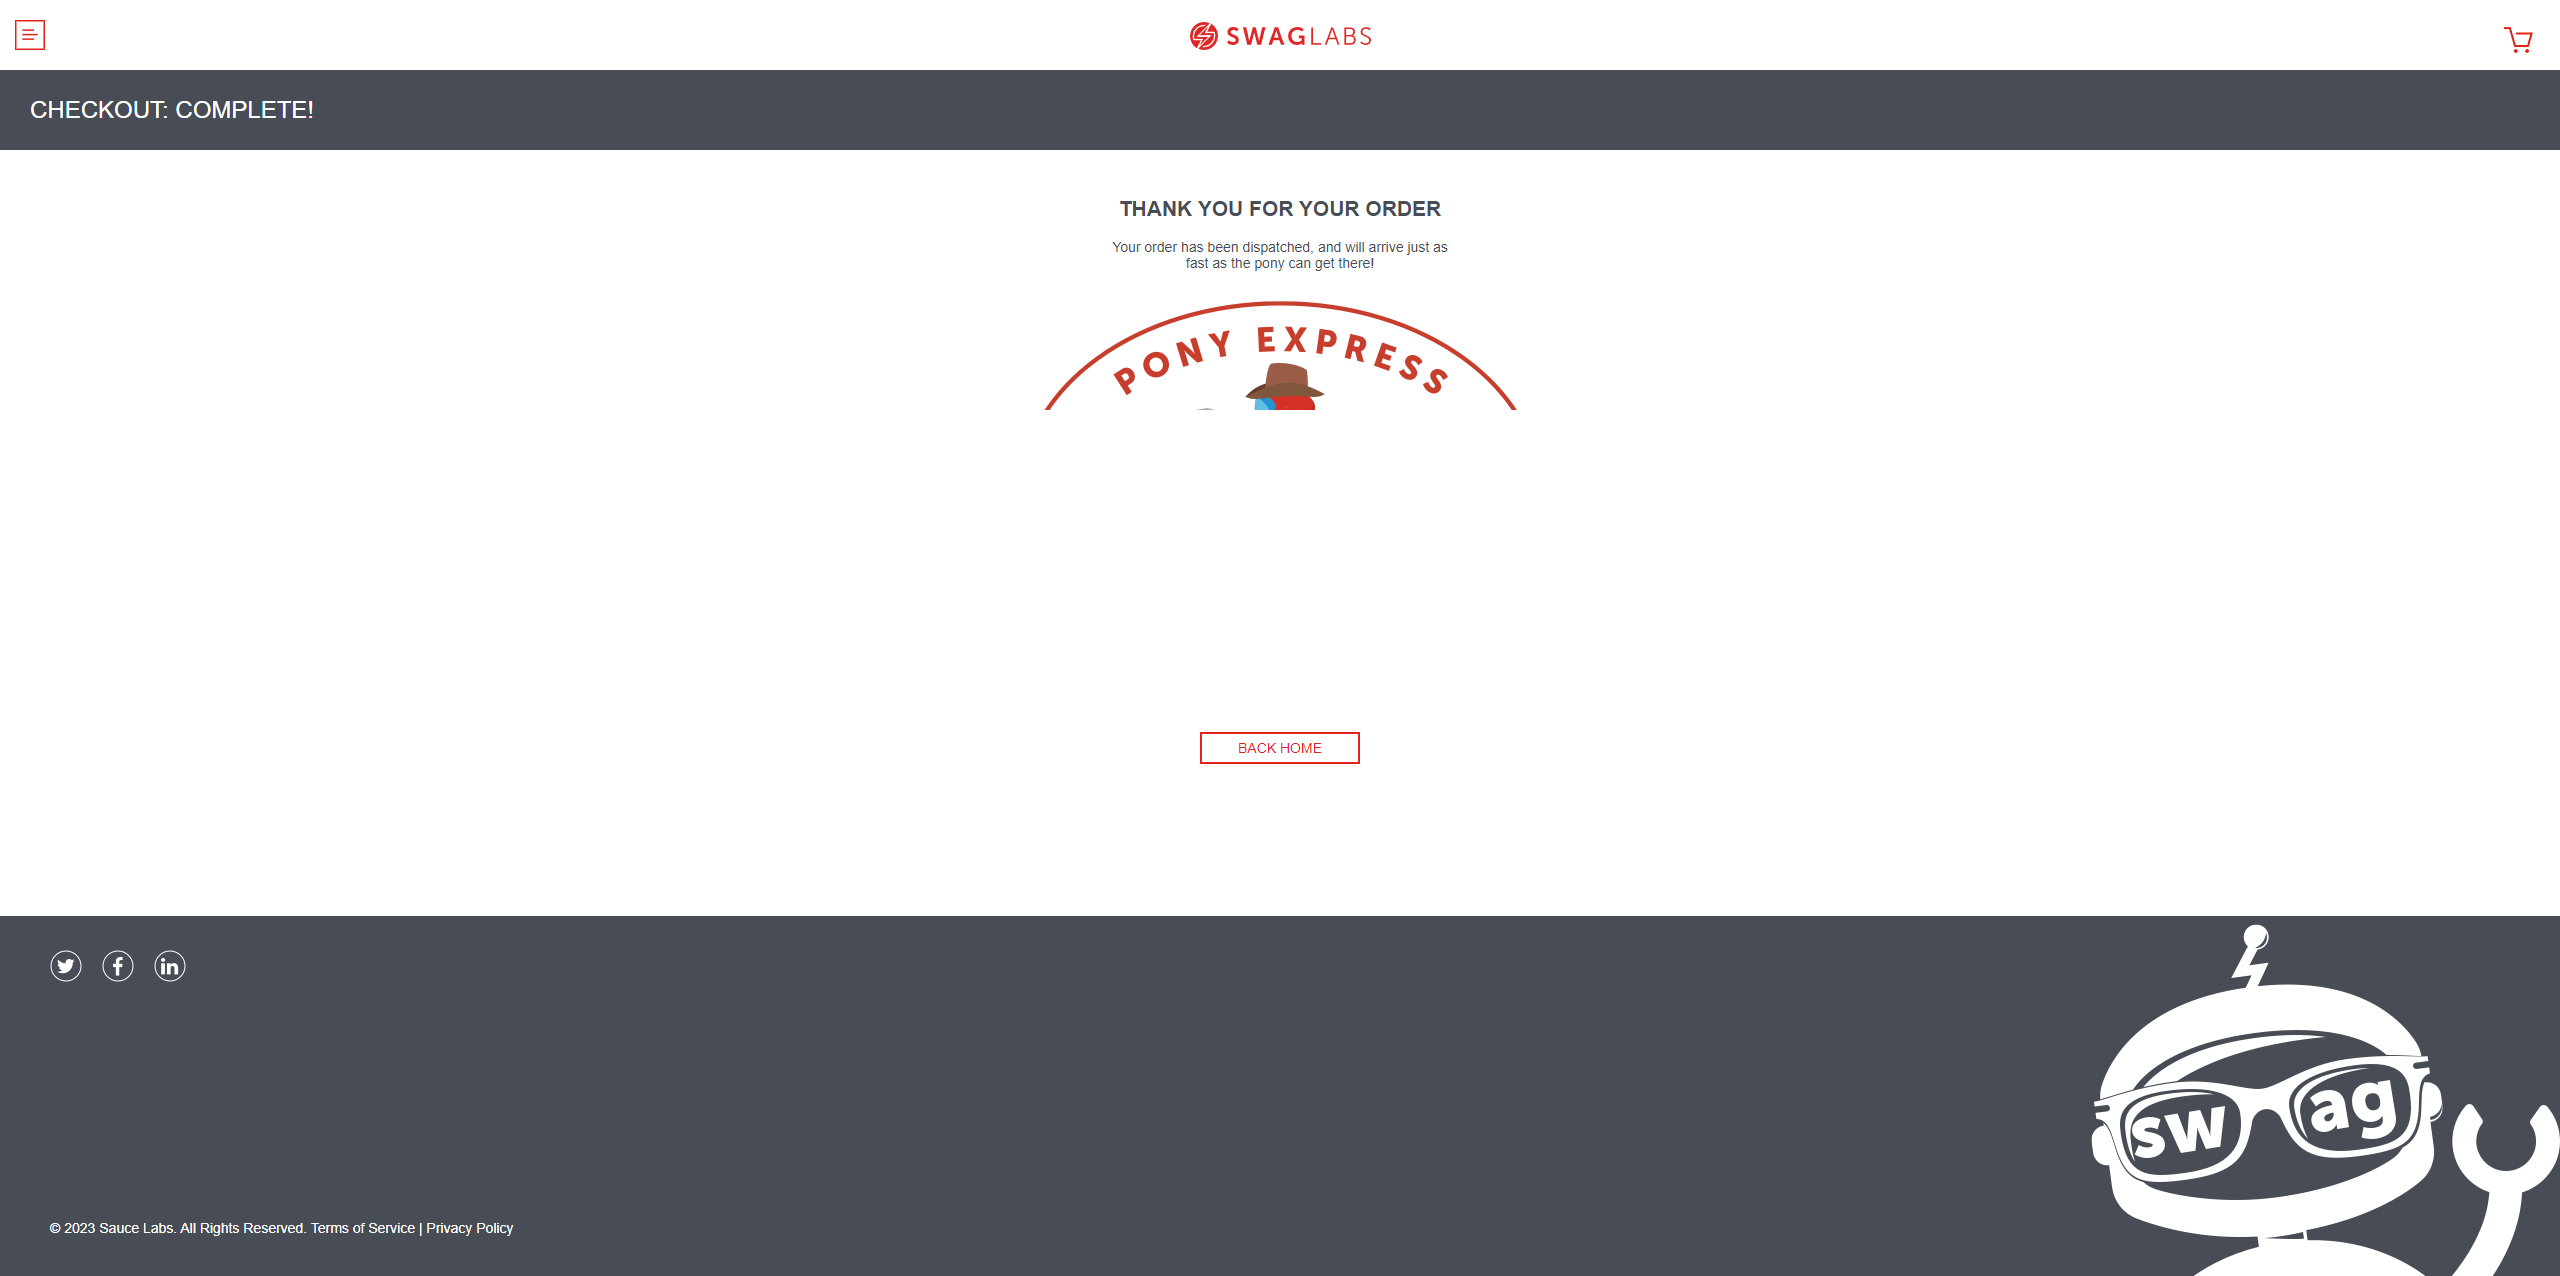 SWAGLABS
CHECKOUT: COMPLETE!
THANK YOU FOR YOUR ORDER
Your order has been dispatched, and will arrive just as
fast as the pony can get there!
PONY EXPRESS
BACK HOME
swag
© 2023 Sauce Labs. All Rights Reserved. Terms of Service | Privacy Policy